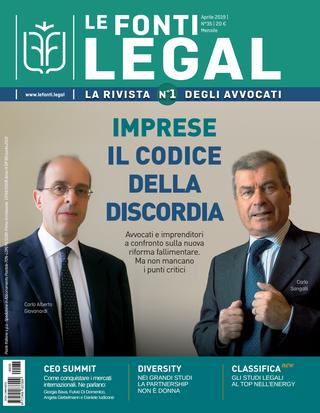 LE FONTI
Aprile 2019 |
N°35 | 20 €
Mensile
LEGAL
www.lefonti.legal
LA RIVISTA N°1 DEGLI AVVOCATI
IMPRESE
IL CODICE
DELLA
DISCORDIA
Avvocati e imprenditori
a confronto sulla nuova
riforma fallimentare.
Ma non mancano
i punti critici
Carlo Alberto
Giovanardi
Carlo
Sangalli
CEO SUMMIT
Come conquistare i mercati
internazionali. Ne parlano:
Giorgia Bava, Fulvio Di Domenico,
Angela Giebelmann e Daniele Iudicone
DIVERSITY
NEI GRANDI STUDI
LA PARTNERSHIP
NON È DONNA
CLASSIFICA new
GLI STUDI LEGALI
AL TOP NELL'ENERGY